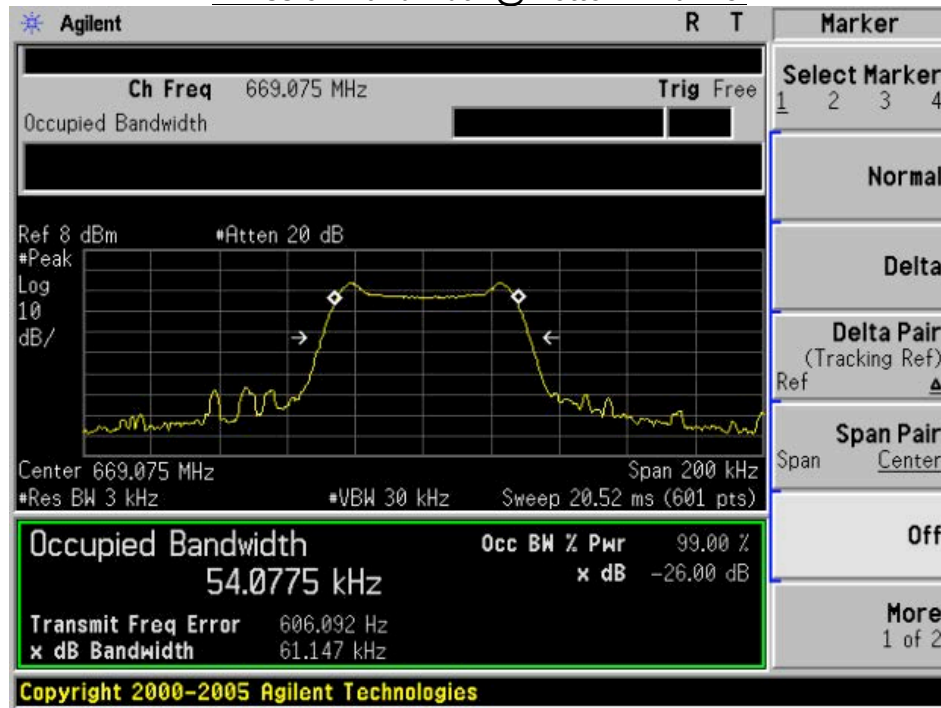 Agilent R T Marker
Ch Freq 669.075 MHz Trig Free
Occupied Bandwidth
Select Marker
1 2 3 4
Normal
Ref 8 dBm #Atten 20 dB
#Peak
Log
10
dB/
Delta
Delta Pair
(Tracking Ref)
Ref Δ
Span Pair
Span Center
Center 669.075 MHz Span 200 kHz
#Res BW 3 kHz #VBW 30 kHz Sweep 20.52 ms (601 pts)
Off
Occupied Bandwidth Occ BW % Pwr 99.00 %
54.0775 kHz x dB -26.00 dB
Transmit Freq Error 606.092 Hz
x dB Bandwidth 61.147 kHz
More
1 of 2
Copyright 2000-2005 Agilent Technologies